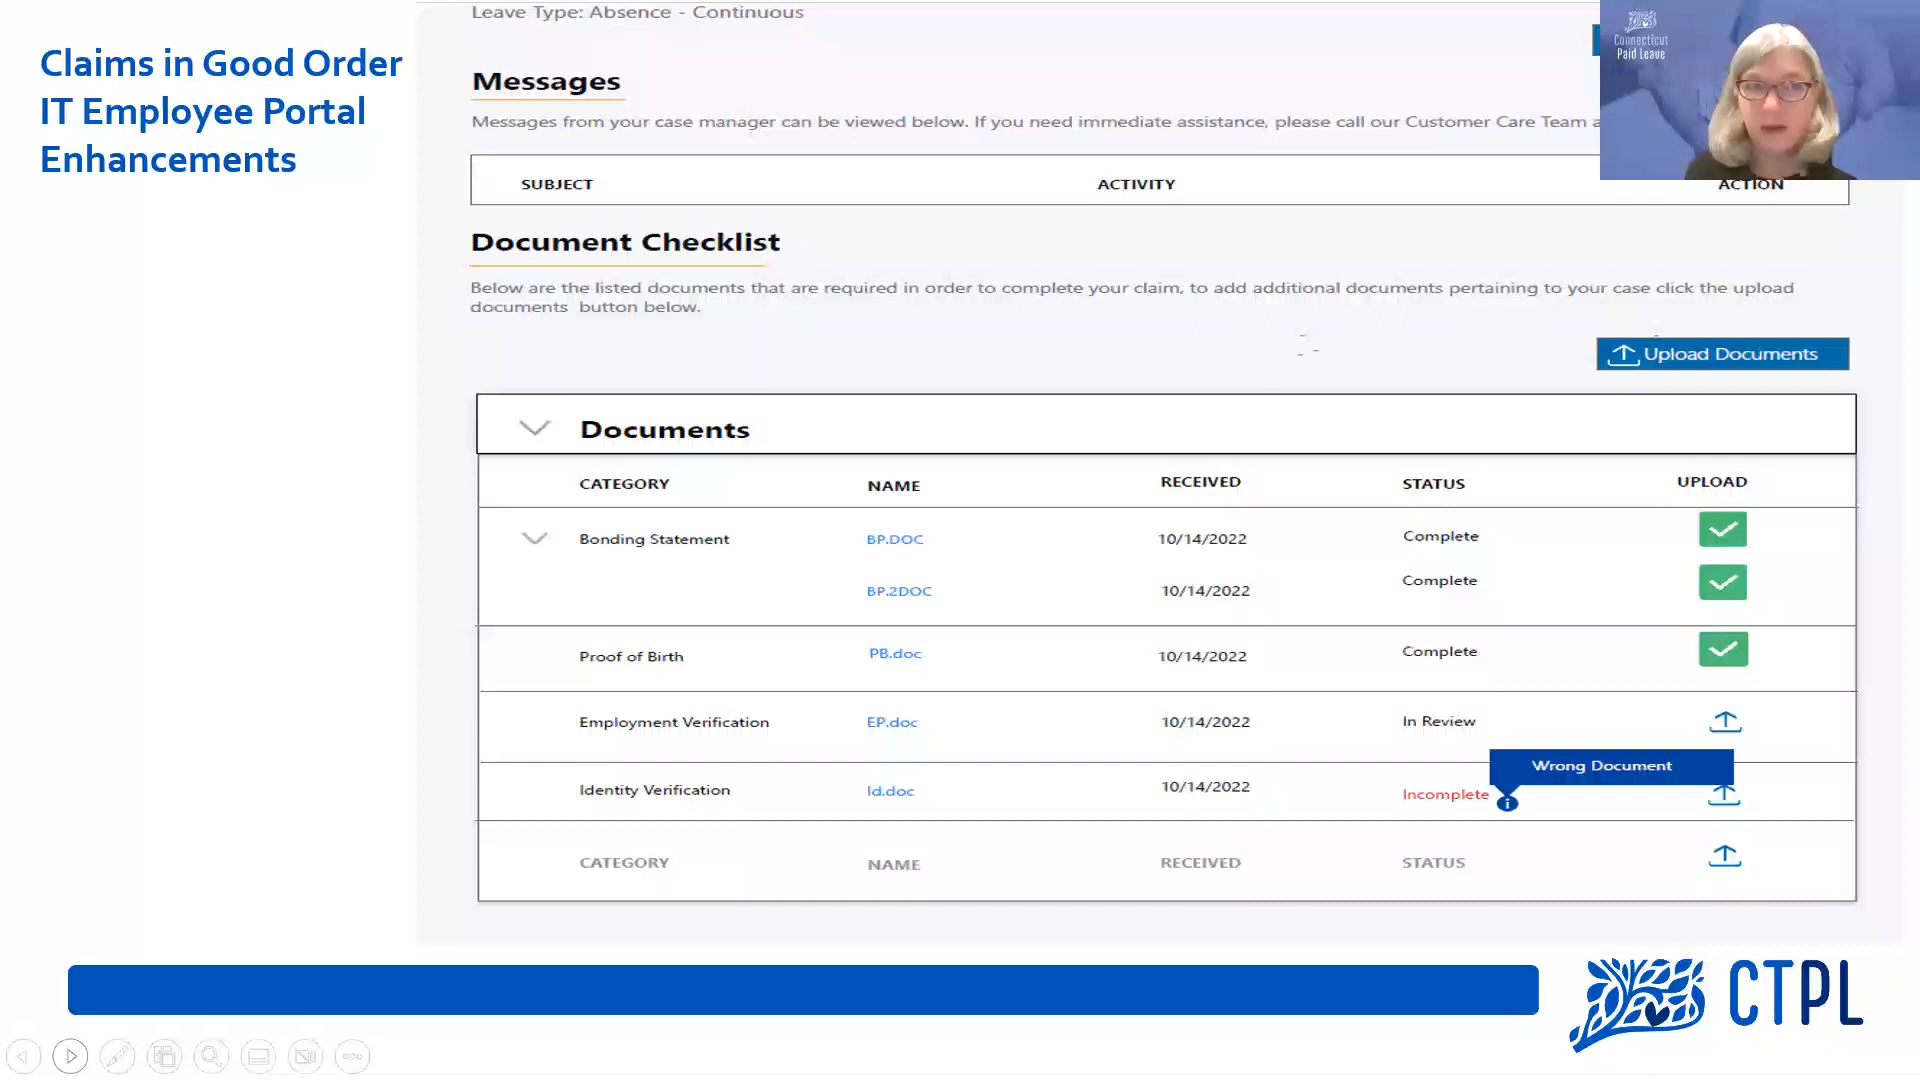 Leave Type: Absence - Continuous
Claims in Good Order
IT Employee Portal
Enhancements
Messages
Messages from your case manager can be viewed below. If you need immediate assistance, please call our Customer Care Team a
Connecticut
Paid Leave
SUBJECT ACTIVITY ACTION
Document Checklist
Below are the listed documents that are required in order to complete your claim, to add additional documents pertaining to your case click the upload
documents button below.
Upload Documents
Documents
CATEGORY NAME RECEIVED STATUS UPLOAD
Bonding Statement BP.DOC 10/14/2022 Complete
BP.2DOC 10/14/2022 Complete
Proof of Birth PB.doc 10/14/2022 Complete
Employment Verification EP.doc 10/14/2022 In Review
Wrong Document
Identity Verification Id.doc 10/14/2022 Incomplete i
CATEGORY NAME RECEIVED STATUS
CTPL